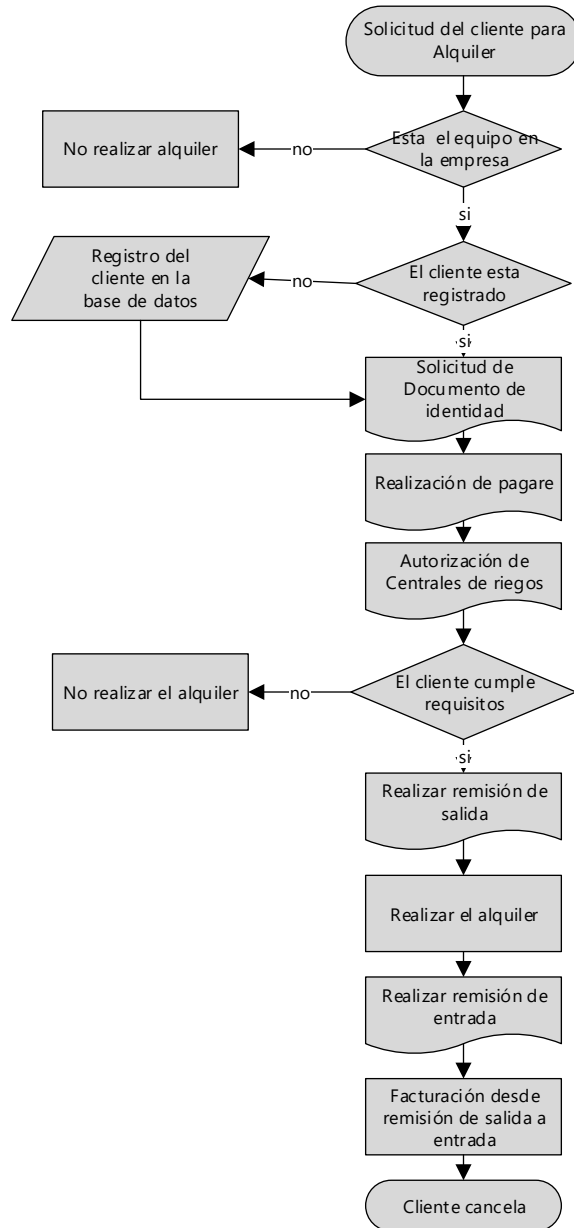 Solicitud del cliente para
Alquiler
Esta  el equipo en
la empresa
no
No realizar alquiler
si
El cliente esta
registrado
no
Registro del
cliente en la
base de datos
si
Solicitud de
Documento de
identidad
Realización de pagare
Autorización de
Centrales de riegos
El cliente cumple
requisitos
no
No realizar el alquiler
si
Realizar remisión de
salida
Realizar el alquiler
Realizar remisión de
entrada
Facturación desde
remisión de salida a
entrada
Cliente cancela